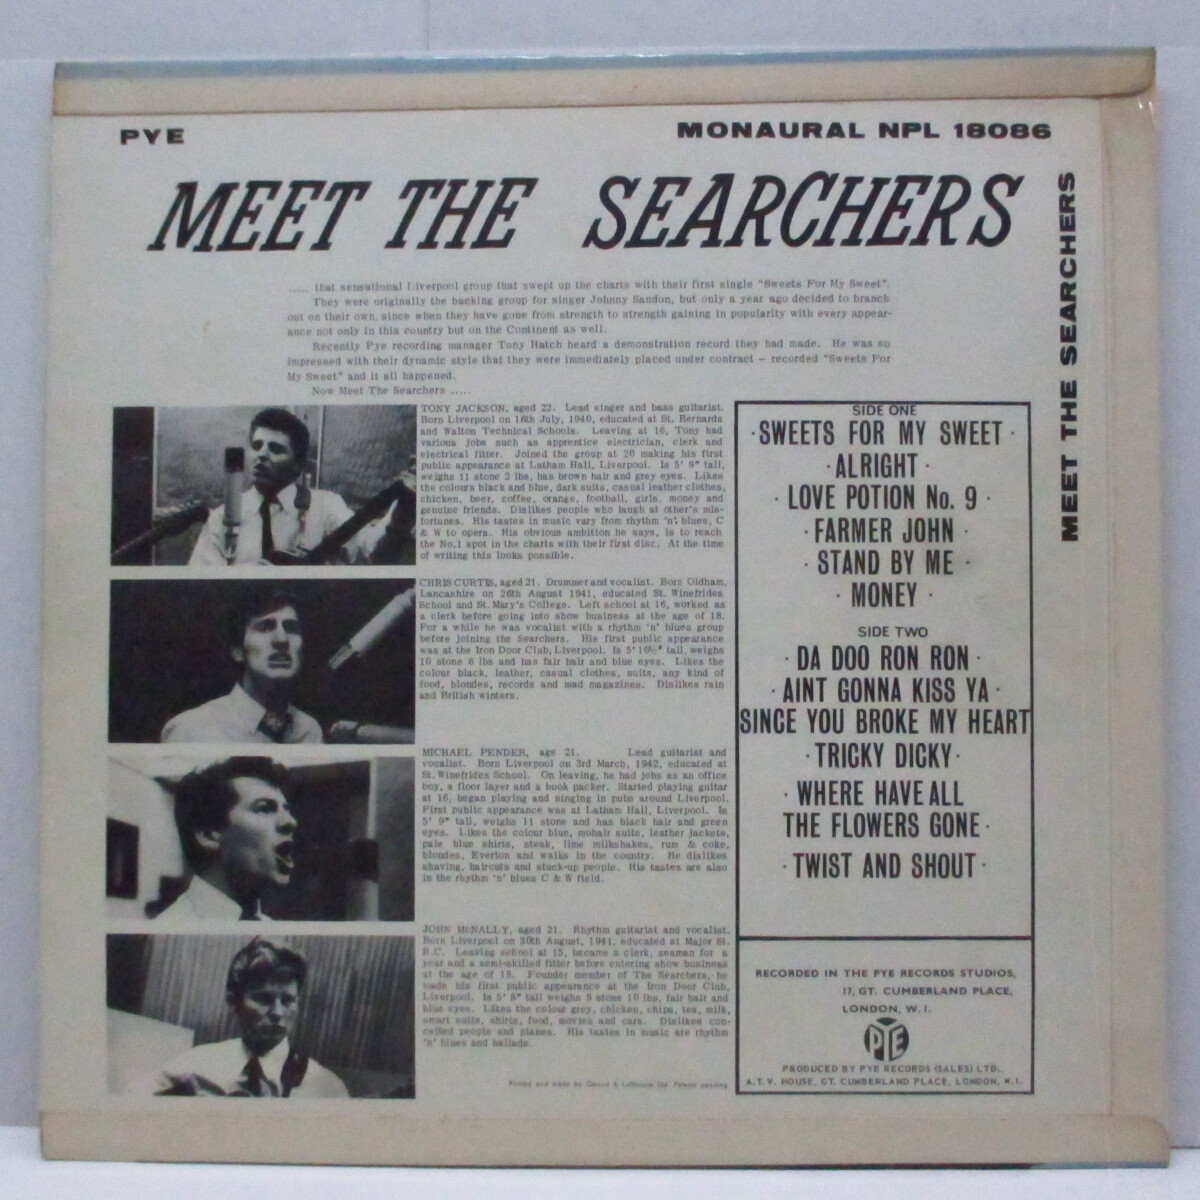 PYE
MONAURAL NPL 18086
MEET THE SEARCHERS
..... that sensational Liverpool group that swept up the charts with their first single "Sweets For My Sweet".
They were originally the backing group for singer Johnny Sandon, but only a year ago decided to branch
out on their own, since when they have gone from strength to strength gaining in popularity with every appear-
ance not only in this country but on the Continent as well.
Recently Pye recording manager Tony Hatch heard a demonstration record they had made. He was so
impressed with their dynamic style that they were immediately placed under contract – recorded "Sweets For
My Sweet" and it all happened.
Now Meet The Searchers .....
TONY JACKSON, aged 22. Lead singer and bass guitarist.
Born Liverpool on 16th July, 1940, educated at St. Bernards
and Walton Technical Schools. Leaving at 16, Tony had
various jobs such as apprentice electrician, clerk and
electrical fitter. Joined the group at 20 making his first
public appearance at Latham Hall, Liverpool. Is 5' 9" tall,
weighs 11 stone 3 lbs, has brown hair and grey eyes. Likes
the colours black and blue, dark suits, casual leather clothes,
chicken, beer, coffee, orange, football, girls, money and
genuine friends. Dislikes people who laugh at other's mis-
fortunes. His tastes in music vary from rhythm 'n' blues, C
& W to opera. His obvious ambition he says, is to reach
the No.1 spot in the charts with their first disc. At the time
of writing this looks possible.
CHRIS CURTIS, aged 21. Drummer and vocalist. Born Oldham,
Lancashire on 26th August 1941, educated St. Winefrides
School and St. Mary's College. Left school at 16, worked as
a clerk before going into show business at the age of 18.
For a while he was vocalist with a rhythm 'n' blues group
before joining the Searchers. His first public appearance
was at the Iron Door Club, Liverpool. Is 5' 10½" tall, weighs
10 stone 6 lbs and has fair hair and blue eyes. Likes the
colour black, leather, casual clothes, suits, any kind of
food, blondes, records and mad magazines. Dislikes rain
and British winters.
MICHAEL PENDER, age 21. Lead guitarist and
vocalist. Born Liverpool on 3rd March, 1942, educated at
St. Winefrides School. On leaving, he had jobs as an office
boy, a floor layer and a book packer. Started playing guitar
at 16, began playing and singing in pubs around Liverpool.
First public appearance was at Latham Hall, Liverpool. Is
5' 9" tall, weighs 11 stone and has black hair and green
eyes. Likes the colour blue, mohair suits, leather jackets,
pale blue shirts, steak, lime milkshakes, rum & coke,
blondes, Everton and walks in the country. He dislikes
shaving, haircuts and stuck-up people. His tastes are also
in the rhythm 'n' blues C & W field.
JOHN McNALLY, aged 21. Rhythm guitarist and vocalist.
Born Liverpool on 30th August, 1941, educated at Major St.
R.C. Leaving school at 15, became a clerk, seaman for a
year and a semi-skilled fitter before entering show business
at the age of 18. Founder member of The Searchers, he
made his first public appearance at the Iron Door Club,
Liverpool. Is 5' 8" tall weighs 9 stone 10 lbs, fair hair and
blue eyes. Likes the colour grey, chicken, chips, tea, milk,
smart suits, shirts, food, movies and cars. Dislikes con-
ceited people and planes. His tastes in music are rhythm
'n' blues and ballads.
Printed and made by Garrod & Lofthouse Ltd. Patents pending
SIDE ONE
· SWEETS FOR MY SWEET ·
· ALRIGHT ·
· LOVE POTION No. 9 ·
· FARMER JOHN ·
· STAND BY ME ·
· MONEY ·
SIDE TWO
· DA DOO RON RON ·
· AINT GONNA KISS YA ·
SINCE YOU BROKE MY HEART
· TRICKY DICKY ·
· WHERE HAVE ALL
THE FLOWERS GONE ·
· TWIST AND SHOUT ·
RECORDED IN THE PYE RECORDS STUDIOS,
17, GT. CUMBERLAND PLACE,
LONDON, W.I.
PYE
PRODUCED BY PYE RECORDS (SALES) LTD.,
A.T.V. HOUSE, GT. CUMBERLAND PLACE, LONDON, W.I.
MEET THE SEARCHERS